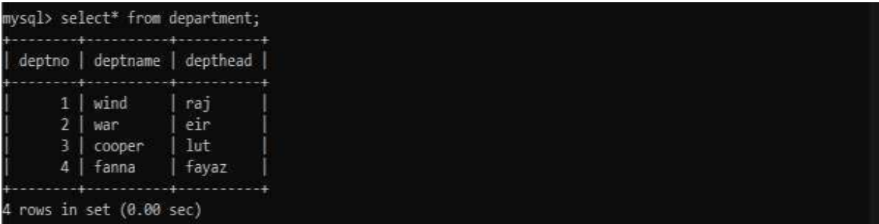 mysql> select* from department;
+--------+----------+----------+
| deptno | deptname | depthead |
+--------+----------+----------+
|      1 | wind     | raj      |
|      2 | war      | eir      |
|      3 | cooper   | lut      |
|      4 | fanna    | fayaz    |
+--------+----------+----------+
4 rows in set (0.00 sec)